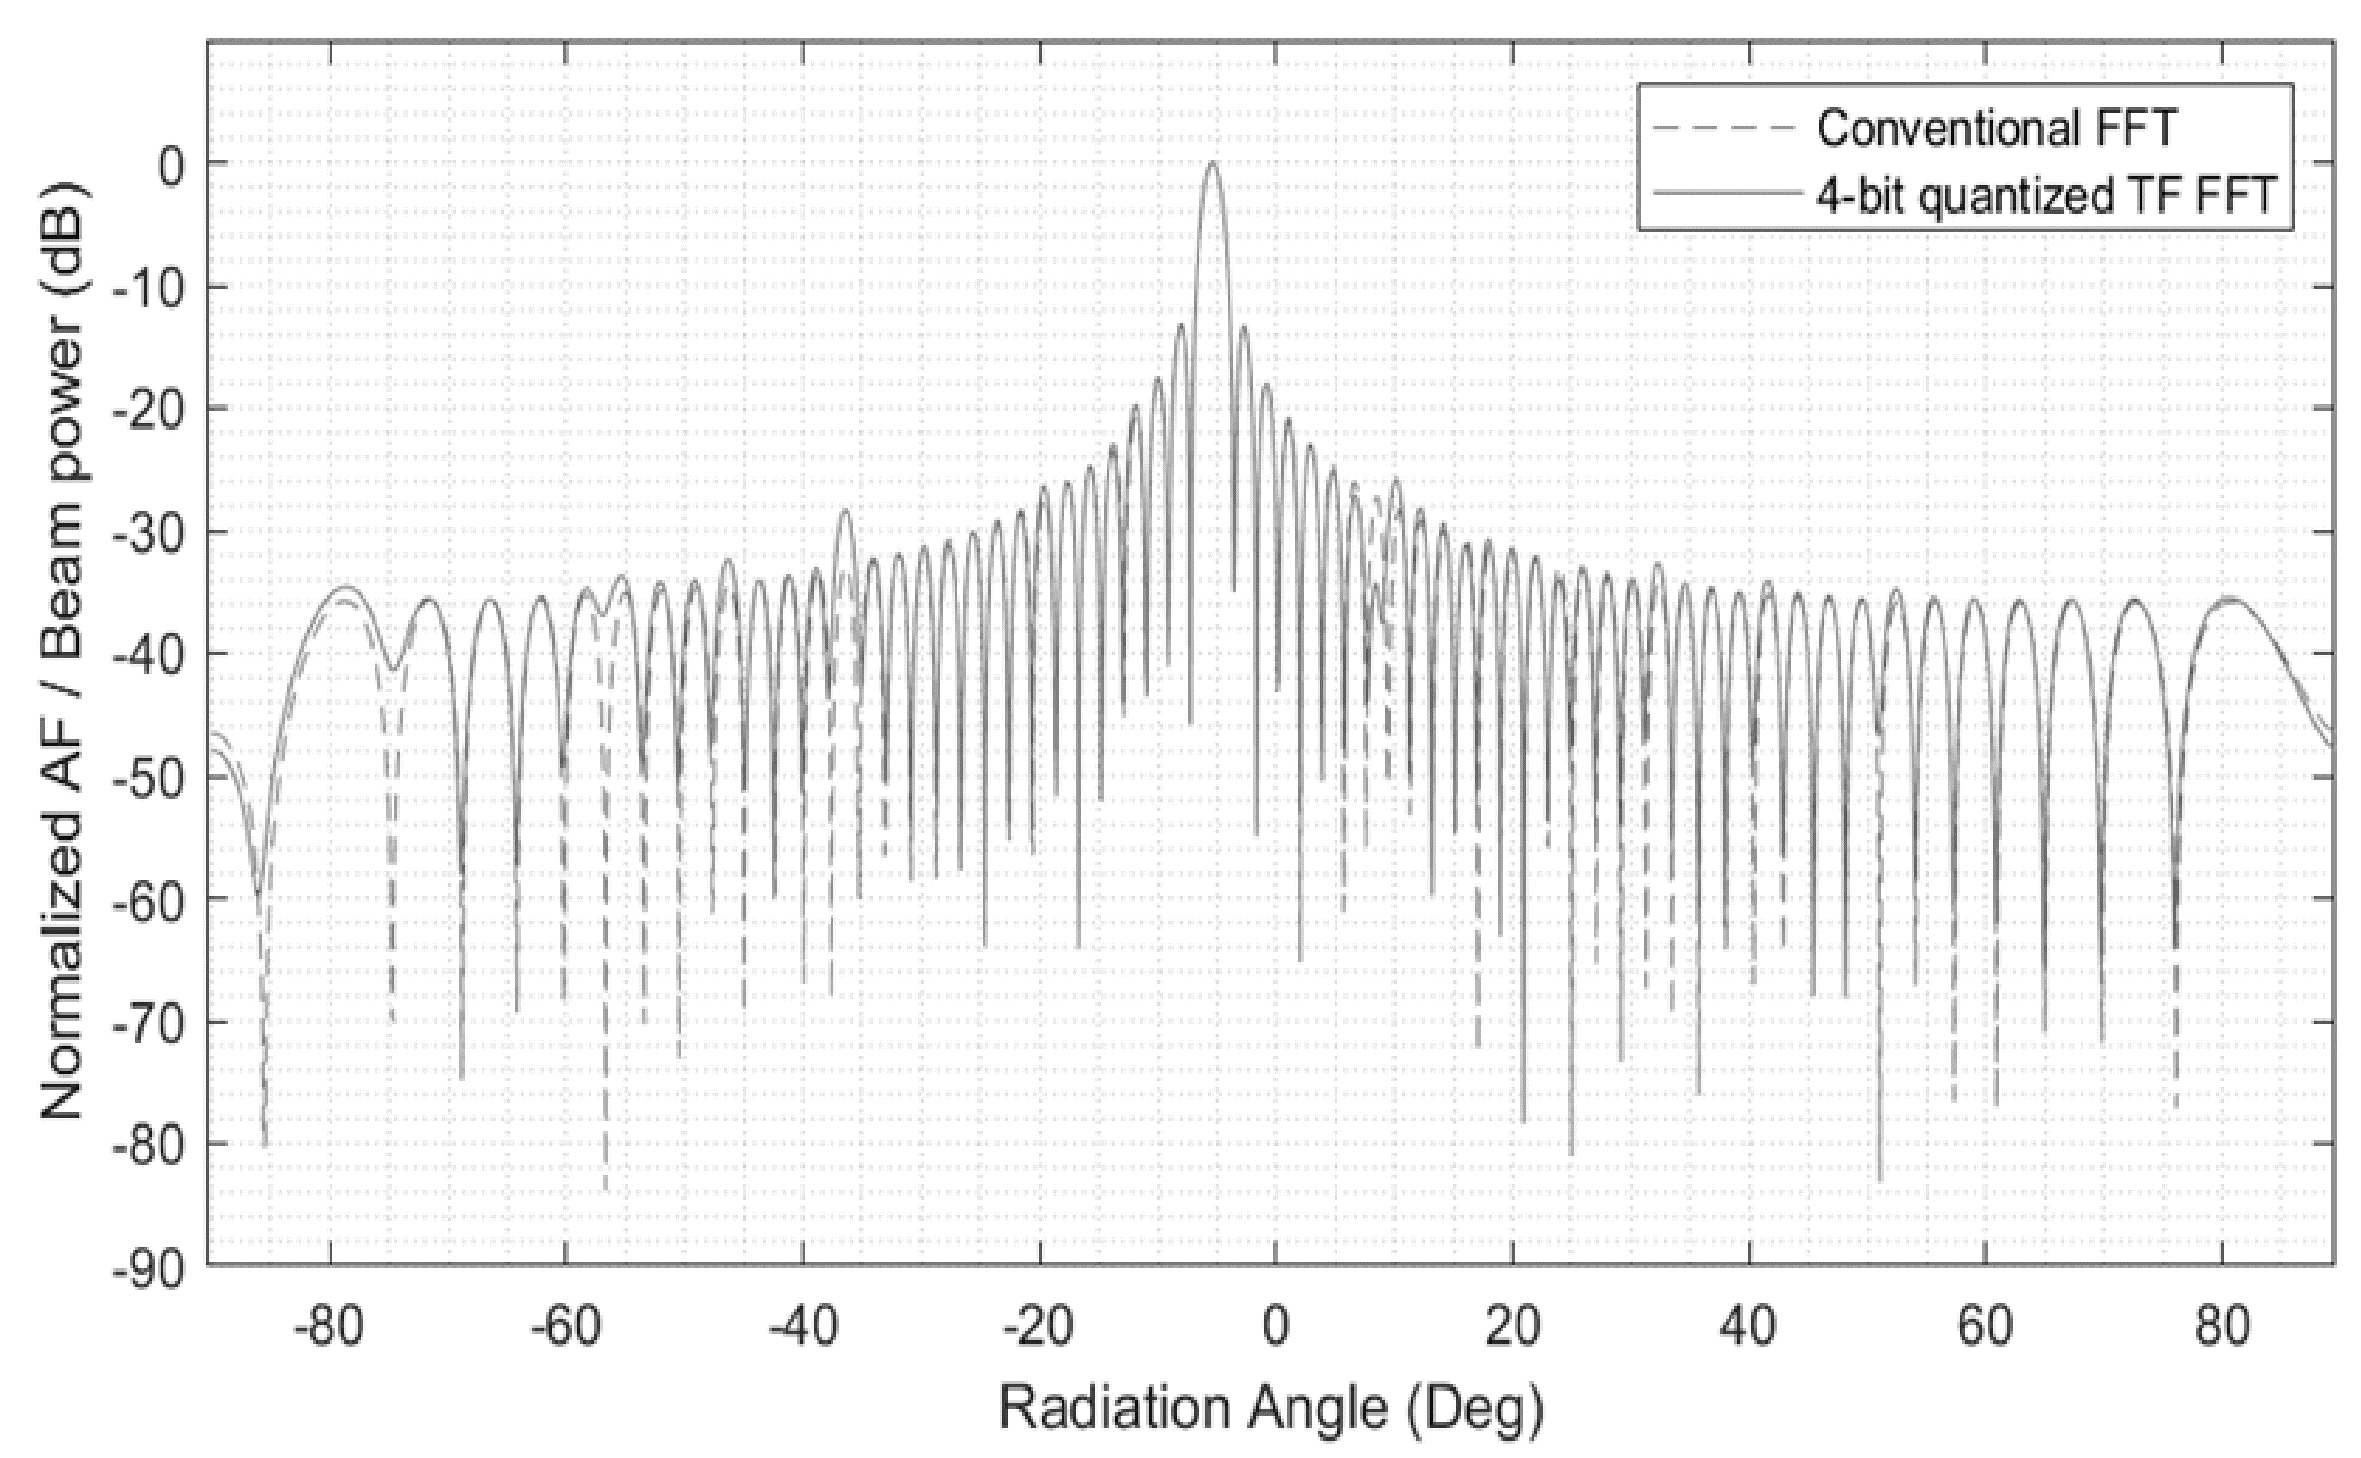 Conventional FFT
4-bit quantized TF FFT
Normalized AF / Beam power (dB)
0
-10
-20
-30
-40
-50
-60
-70
-80
-90
-80 -60 -40 -20 0 20 40 60 80
Radiation Angle (Deg)